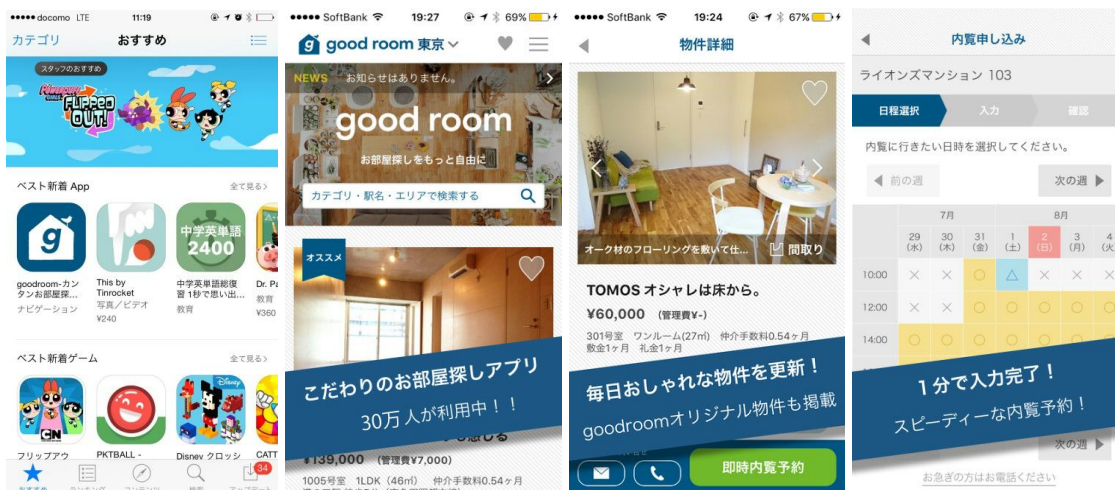 ●●●●● docomo LTE 11:19
カテゴリ おすすめ
スタッフのおすすめ
FLIPPED
OUT!
ベスト新着 App 全て見る>
g
中学英単語
2400
goodroom-カン
タンお部屋探...
ナビゲーション
This by
Tinrocket
写真／ビデオ
¥240
中学英単語総復
習 1秒で思い出...
教育
Dr. Pa
教育
¥360
ベスト新着ゲーム 全て見る>
CN
Disney
フリップアウ
PKTBALL -
Disney クロッシ
CATT
34
●●●●● SoftBank 19:27 69%
g good room 東京
NEWS お知らせはありません。
good room
お部屋探しをもっと自由に
カテゴリ・駅名・エリアで検索する
オススメ
こだわりのお部屋探しアプリ
30万人が利用中！！
感じる
¥139,000 (管理費¥7,000)
1005号室 1LDK（46㎡） 仲介手数料0.54ヶ月
●●●●● SoftBank 19:24 67%
物件詳細
オーク材のフローリングを敷いて仕... 間取り
TOMOS オシャレは床から。
¥60,000 (管理費¥-)
301号室 ワンルーム(27㎡) 仲介手数料0.54ヶ月
敷金1ヶ月 礼金1ヶ月
毎日おしゃれな物件を更新！
goodroomオリジナル物件も掲載
即時内覧予約
内覧申し込み
ライオンズマンション 103
日程選択 入力 確認
内覧に行きたい日時を選択してください。
◀ 前の週 次の週 ▶
7月 8月
29 30 31 1 2 3 4
(水) (木) (金) (土) (日) (月) (火
10:00 × × ○ △ × × ×
12:00 × × ○ ○ ○ ○ ○
14:00 ○ ○ ○ ○ ○ ○ ○
1分で入力完了！
スピーディーな内覧予約！
次の週 ▶
お急ぎの方はお電話ください